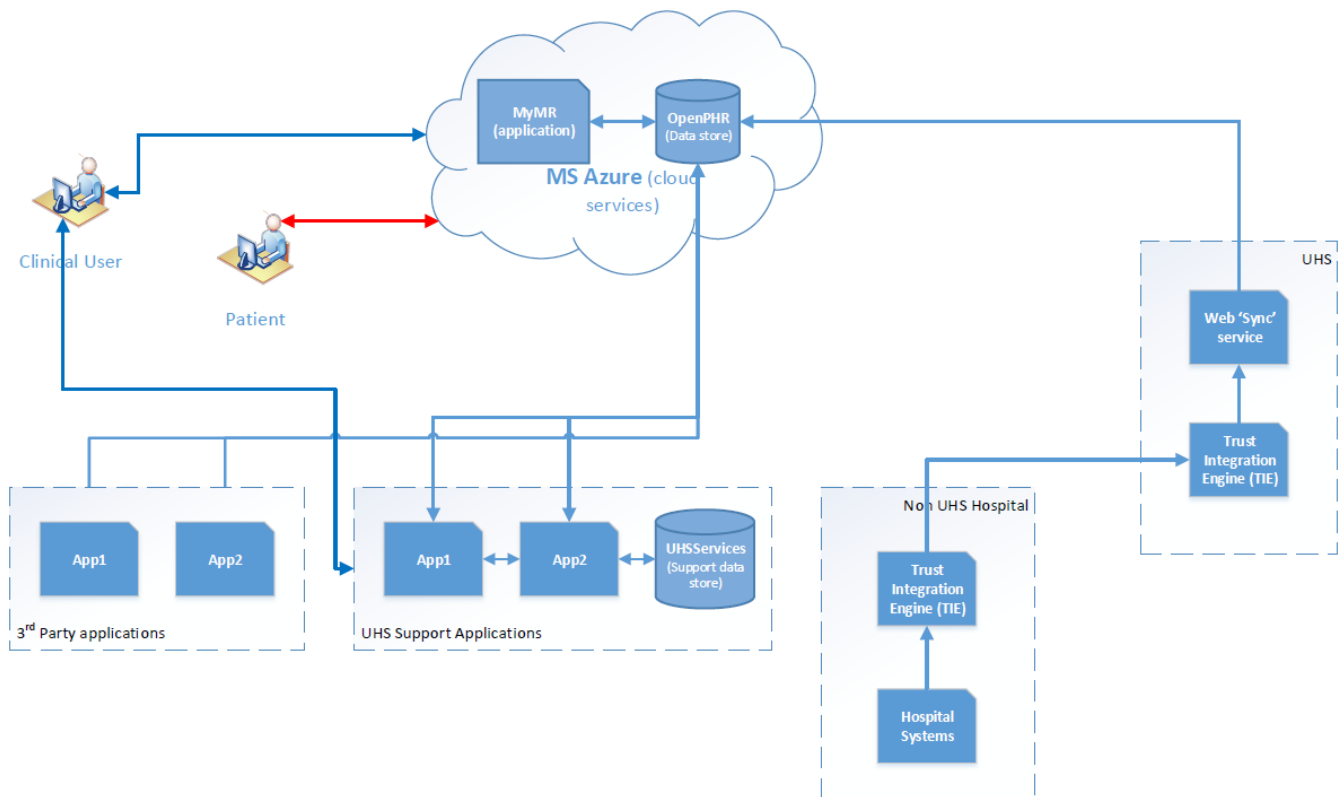 MyMR
(application)
OpenPHR
(Data store)
MS Azure (cloud
services)
Clinical User
Patient
UHS
Web ‘Sync’
service
Trust
Integration
Engine (TIE)
Non UHS Hospital
Trust
Integration
Engine (TIE)
Hospital
Systems
App1
App2
3rd Party applications
App1
App2
UHSServices
(Support data
store)
UHS Support Applications